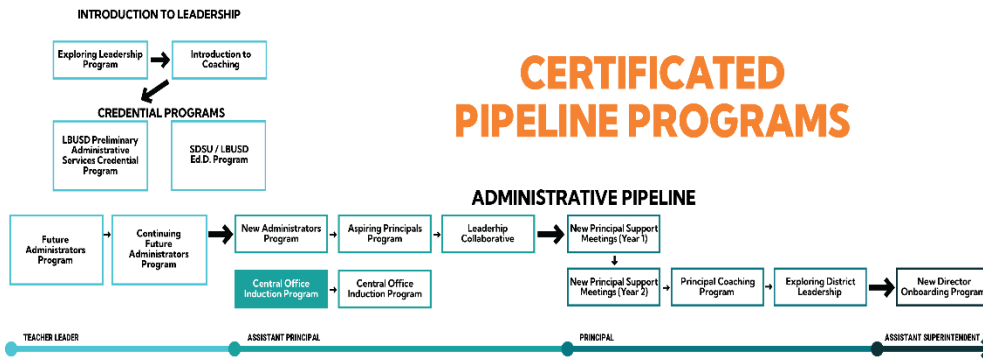 INTRODUCTION TO LEADERSHIP
Exploring Leadership
Program
Introduction to
Coaching
CERTIFICATED
PIPELINE PROGRAMS
CREDENTIAL PROGRAMS
LBUSD Preliminary
Administrative
Services Credential
Program
SDSU / LBUSD
Ed.D. Program
ADMINISTRATIVE PIPELINE
Future
Administrators
Program
Continuing
Future
Administrators
Program
New Administrators
Program
Aspiring Principals
Program
Leaderhip
Collaborative
New Principal Support
Meetings (Year 1)
Central Office
Induction Program
Central Office
Induction Program
New Principal Support
Meetings (Year 2)
Principal Coaching
Program
Exploring District
Leadership
New Director
Onboarding Program
TEACHER LEADER
ASSISTANT PRINCIPAL
PRINCIPAL
ASSISTANT SUPERINTENDENT